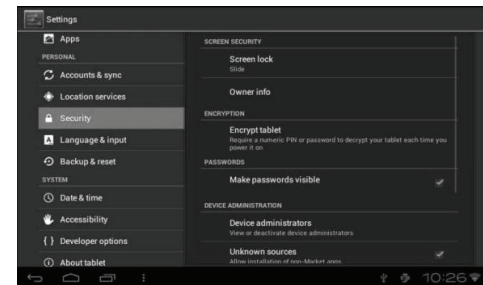 Settings
Apps
PERSONAL
Accounts & sync
Location services
Security
Language & input
Backup & reset
SYSTEM
Date & time
Accessibility
{ } Developer options
About tablet
SCREEN SECURITY
Screen lock
Slide
Owner info
ENCRYPTION
Encrypt tablet
Require a numeric PIN or password to decrypt your tablet each time you
power it on
PASSWORDS
Make passwords visible
DEVICE ADMINISTRATION
Device administrators
View or deactivate device administrators
Unknown sources
Allow installation of non-Market apps
10:26